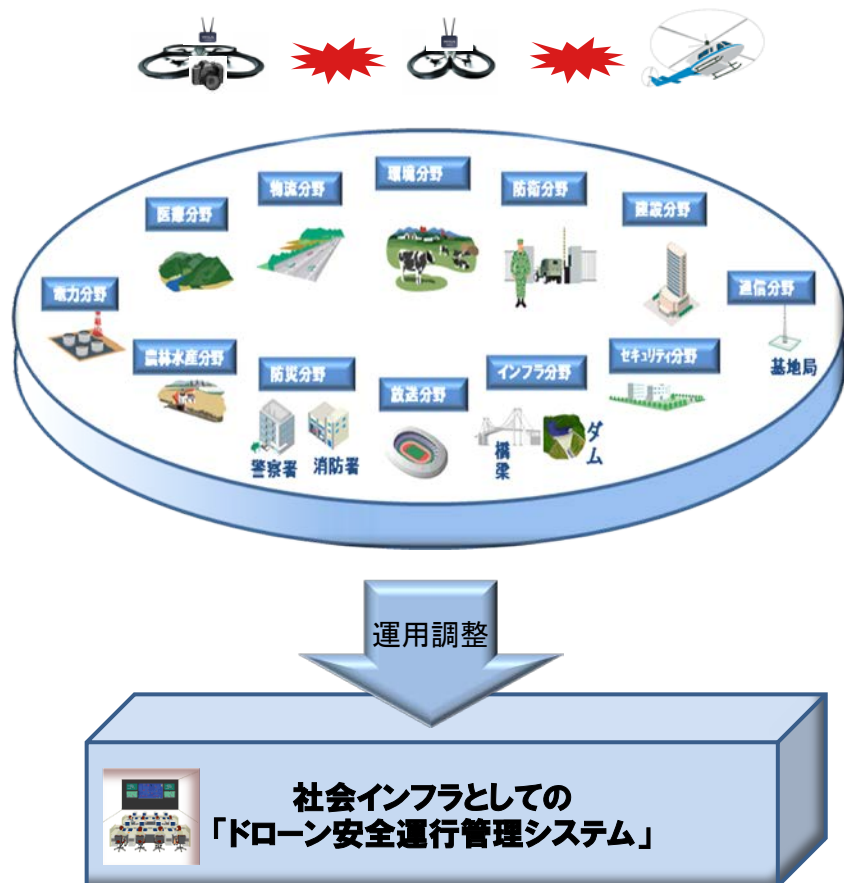 環境分野
物流分野
防衛分野
医療分野
建設分野
電力分野
通信分野
農林水産分野
防災分野
放送分野
インフラ分野
セキュリティ分野
基地局
警察署
消防署
橋梁
ダム
運用調整
社会インフラとしての
「ドローン安全運行管理システム」